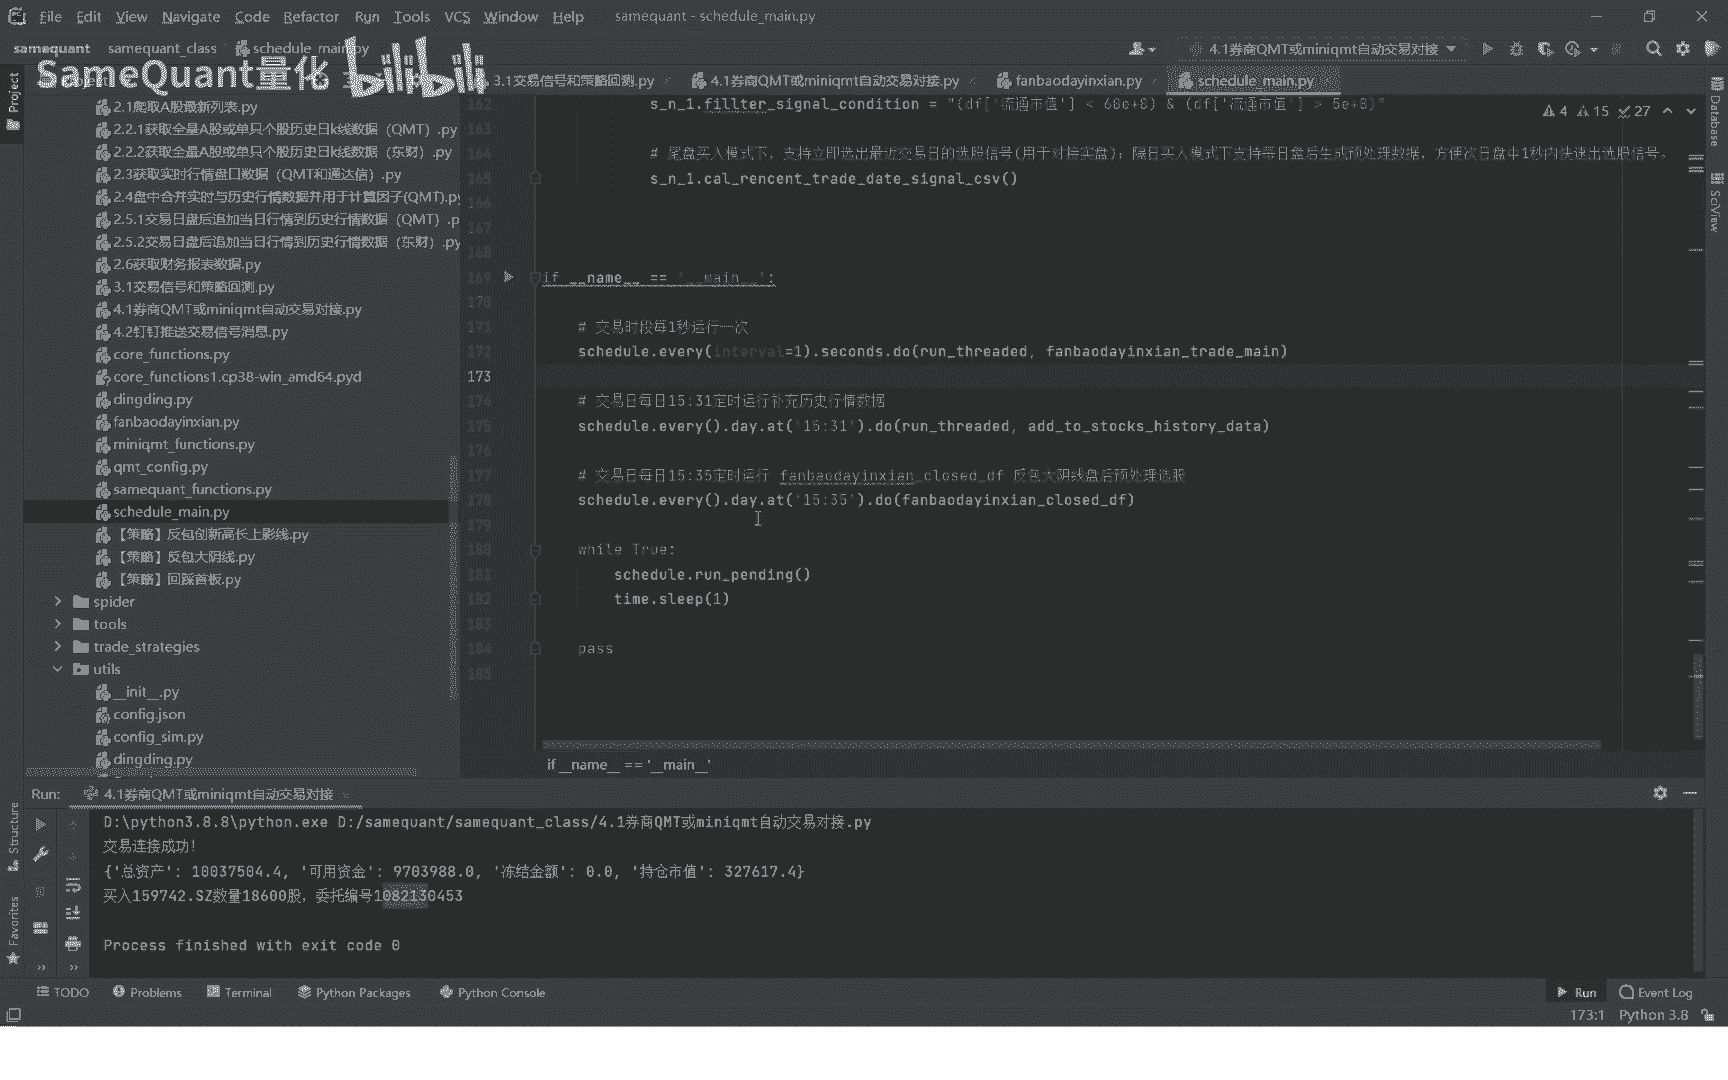 File Edit View Navigate Code Refactor Run Tools VCS Window Help samequant - schedule_main.py
samequant samequant_class schedule_main.py
4.1券商QMT或miniqmt自动交易对接
SameQuant量化 bilibili
3.1交易信号和策略回测.py 4.1券商QMT或miniqmt自动交易对接.py fanbaodayinxian.py schedule_main.py
Project
2.1爬取A股最新列表.py
2.2.1获取全量A股或单只个股历史日k线数据（QMT）.py
2.2.2获取全量A股或单只个股历史日k线数据（东财）.py
2.3获取实时行情盘口数据（QMT和通达信）.py
2.4盘中合并实时与历史行情数据并用于计算因子(QMT).py
2.5.1交易日盘后追加当日行情到历史行情数据（QMT）.p
2.5.2交易日盘后追加当日行情到历史行情数据（东财）.py
2.6获取财务报表数据.py
3.1交易信号和策略回测.py
4.1券商QMT或miniqmt自动交易对接.py
4.2钉钉推送交易信号消息.py
core_functions.py
core_functions1.cp38-win_amd64.pyd
dingding.py
fanbaodayinxian.py
miniqmt_functions.py
qmt_config.py
samequant_functions.py
schedule_main.py
【策略】反包创新高长上影线.py
【策略】反包大阴线.py
【策略】回踩首板.py
spider
tools
trade_strategies
utils
__init__.py
config.json
config_sim.py
dingding.py
4 15 27
162 s_n_1.fillter_signal_condition = "(df['流通市值'] < 60e+8) & (df['流通市值'] > 5e+8)"
163
164 # 尾盘买入模式下，支持立即选出最近交易日的选股信号(用于对接实盘)；隔日买入模式下支持每日盘后生成预处理数据，方便次日盘中1秒内快速出选股信号。
165 s_n_1.cal_rencent_trade_date_signal_csv()
166
167
168
169 if __name__ == '__main__':
170
171 # 交易时段每1秒运行一次
172 schedule.every(interval=1).seconds.do(run_threaded, fanbaodayinxian_trade_main)
173
174 # 交易日每日15:31定时运行补充历史行情数据
175 schedule.every().day.at('15:31').do(run_threaded, add_to_stocks_history_data)
176
177 # 交易日每日15:35定时运行 fanbaodayinxian_closed_df 反包大阴线盘后预处理选股
178 schedule.every().day.at('15:35').do(fanbaodayinxian_closed_df)
179
180 while True:
181 schedule.run_pending()
182 time.sleep(1)
183
184 pass
185
if __name__ == '__main__'
Database
SciView
Run: 4.1券商QMT或miniqmt自动交易对接
D:\python3.8.8\python.exe D:/samequant/samequant_class/4.1券商QMT或miniqmt自动交易对接.py
交易连接成功!
{'总资产': 10037504.4, '可用资金': 9703988.0, '冻结金额': 0.0, '持仓市值': 327617.4}
买入159742.SZ数量18600股，委托编号1082130453
Process finished with exit code 0
Structure
Favorites
TODO Problems Terminal Python Packages Python Console Run Event Log
173:1 Python 3.8